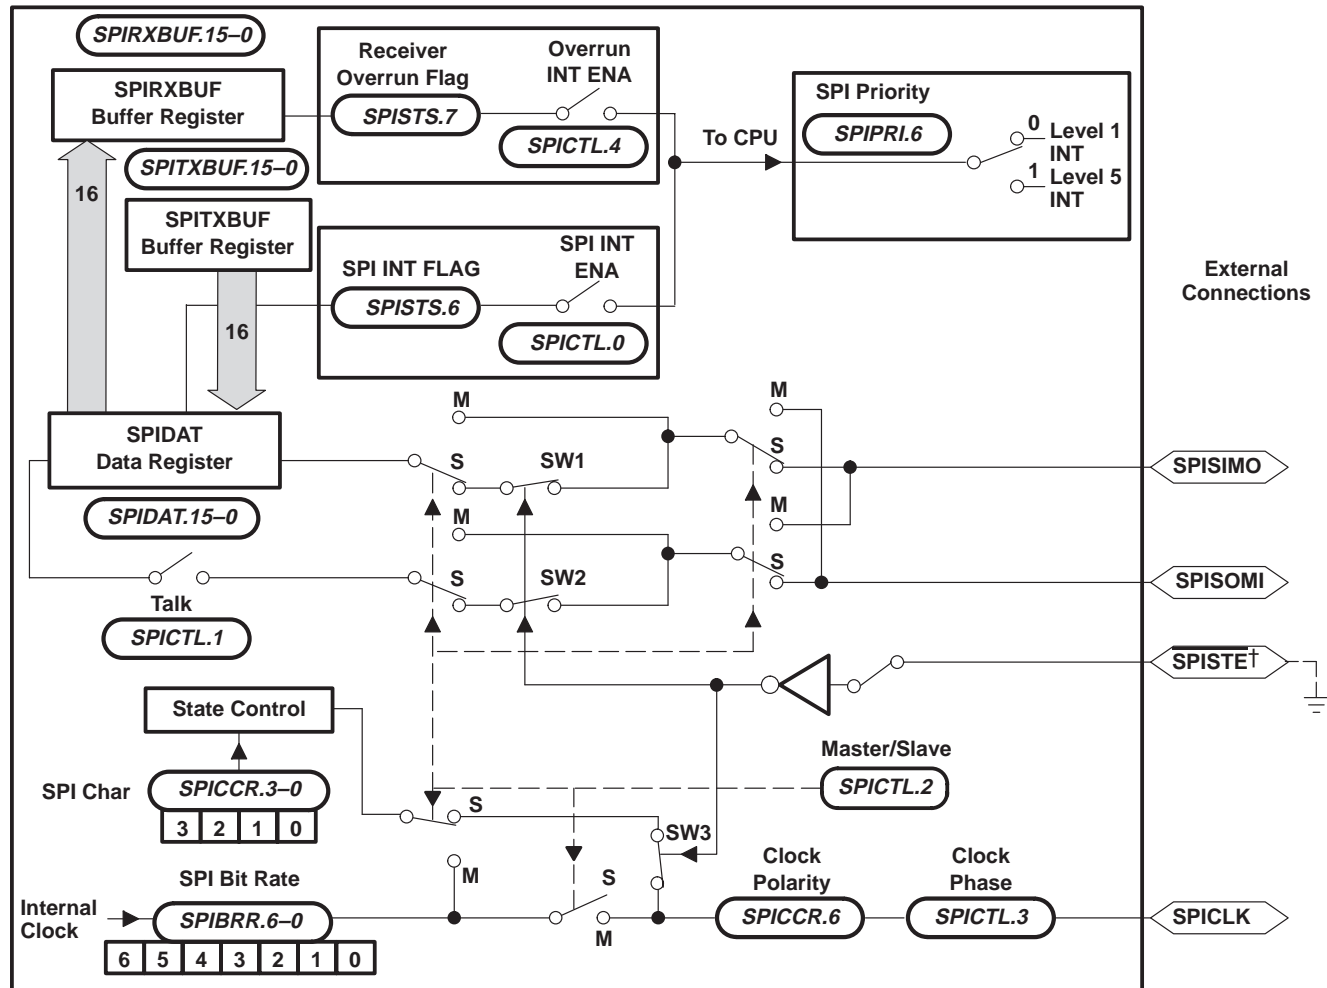 SPIRXBUF.15–0
SPIRXBUF
Buffer Register
Receiver
Overrun Flag
SPISTS.7
Overrun
INT ENA
SPICTL.4
To CPU
SPI Priority
SPIPRI.6
0
Level 1
INT
1
Level 5
INT
SPITXBUF.15–0
16
SPITXBUF
Buffer Register
16
SPI INT FLAG
SPISTS.6
SPI INT
ENA
SPICTL.0
External
Connections
SPIDAT
Data Register
SPIDAT.15–0
M
S
SW1
M
S
SPISIMO
M
S
SW2
M
S
SPISOMI
Talk
SPICTL.1
SPISTE†
State Control
Master/Slave
SPICTL.2
SPI Char
SPICCR.3–0
3 2 1 0
S
M
SW3
SPI Bit Rate
Internal
Clock
SPIBRR.6–0
6 5 4 3 2 1 0
S
M
Clock
Polarity
SPICCR.6
Clock
Phase
SPICTL.3
SPICLK